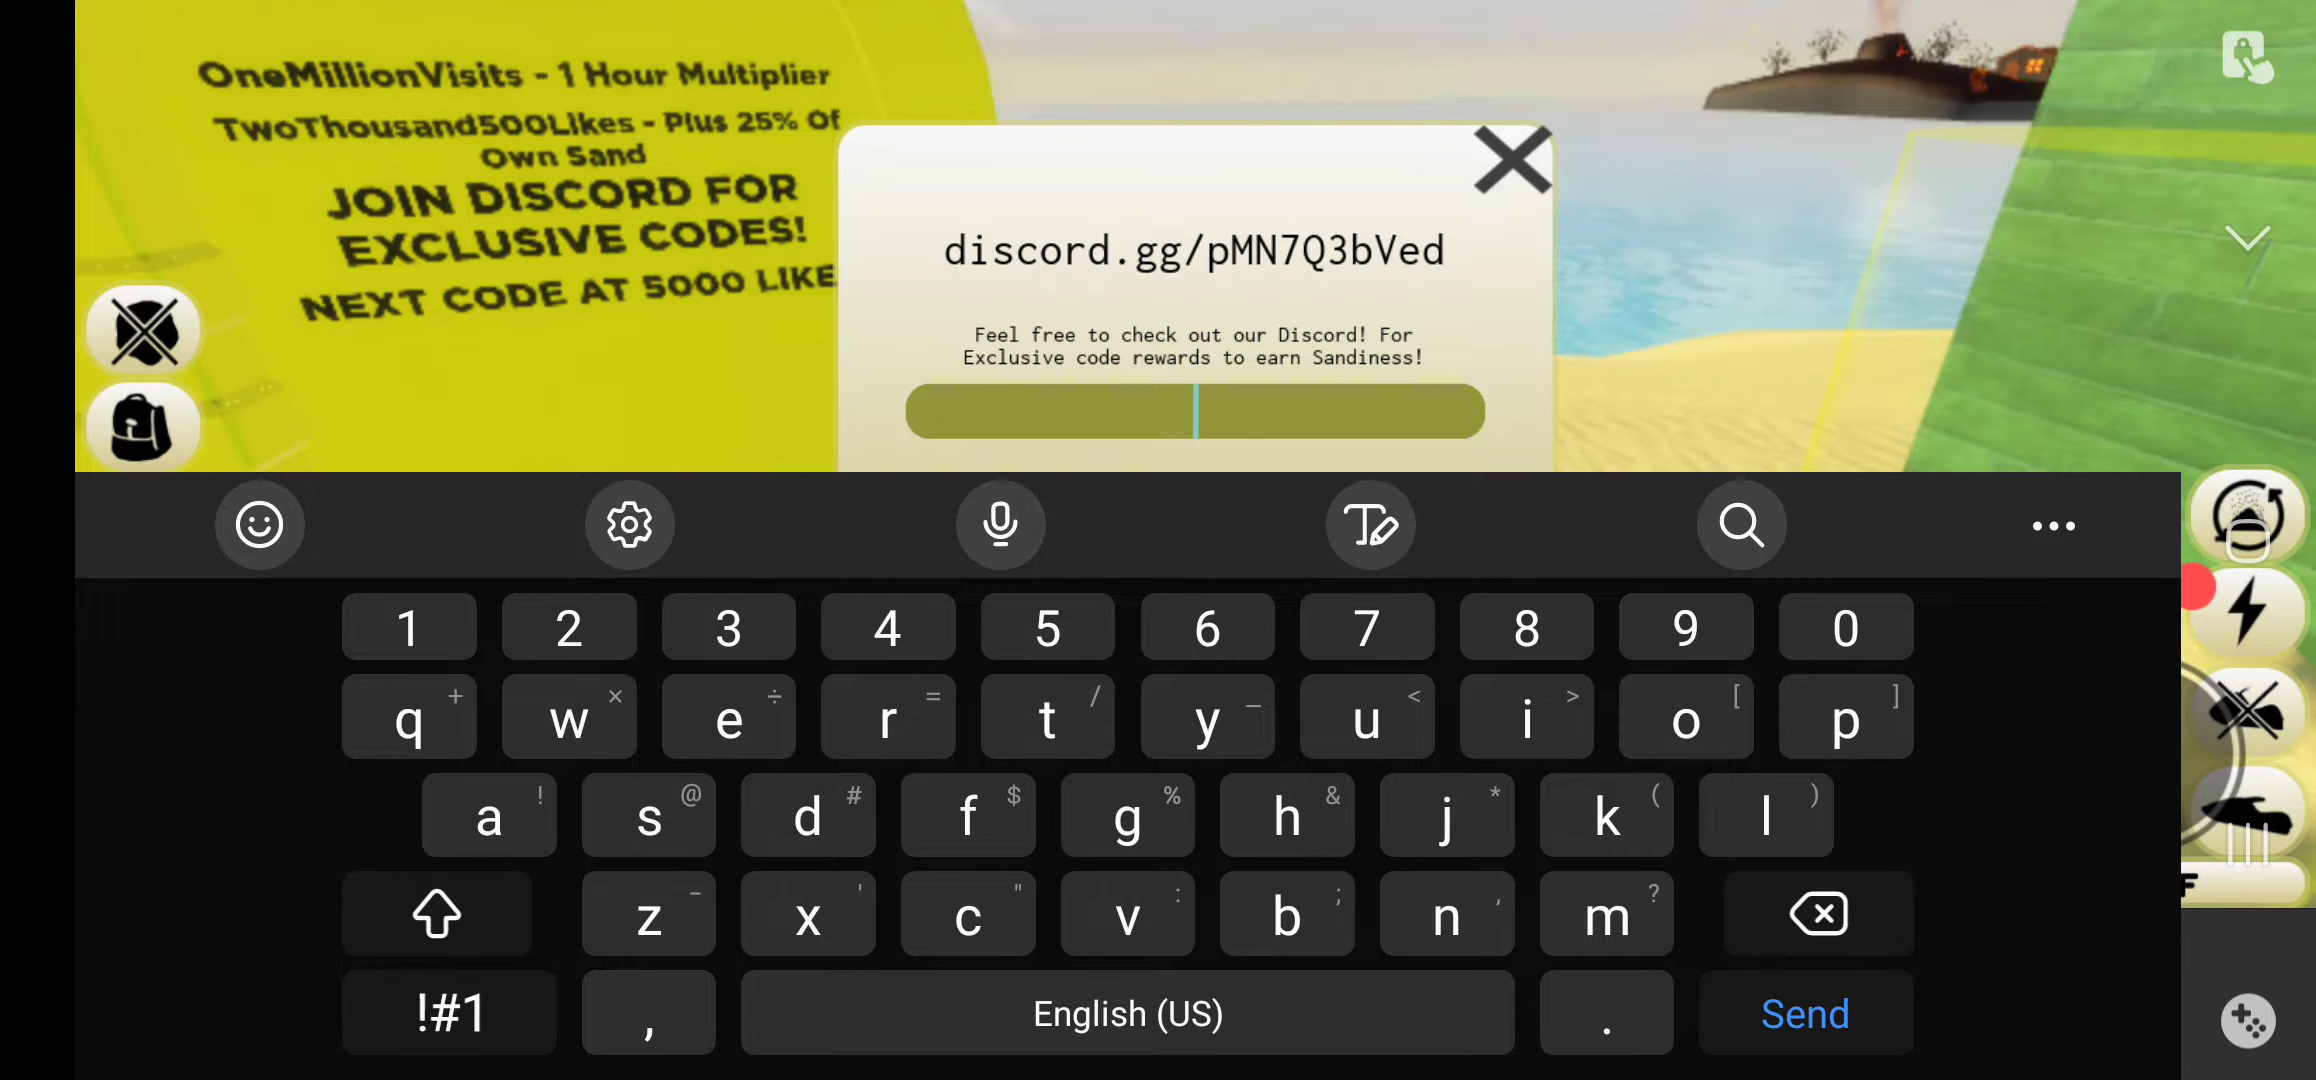 OneMillionVisits - 1 Hour Multiplier
TwoThousand500Likes - Plus 25% Of
Own Sand
JOIN DISCORD FOR
EXCLUSIVE CODES!
NEXT CODE AT 5000 LIKE
discord.gg/pMN7Q3bVed
Feel free to check out our Discord! For
Exclusive code rewards to earn Sandiness!
1 2 3 4 5 6 7 8 9 0
q + w × e ÷ r = t / y _ u < i > o [ p ]
a ! s @ d # f $ g % h & j * k ( l )
F
z - x ' c " v : b ; n , m ?
!#1 , English (US) . Send